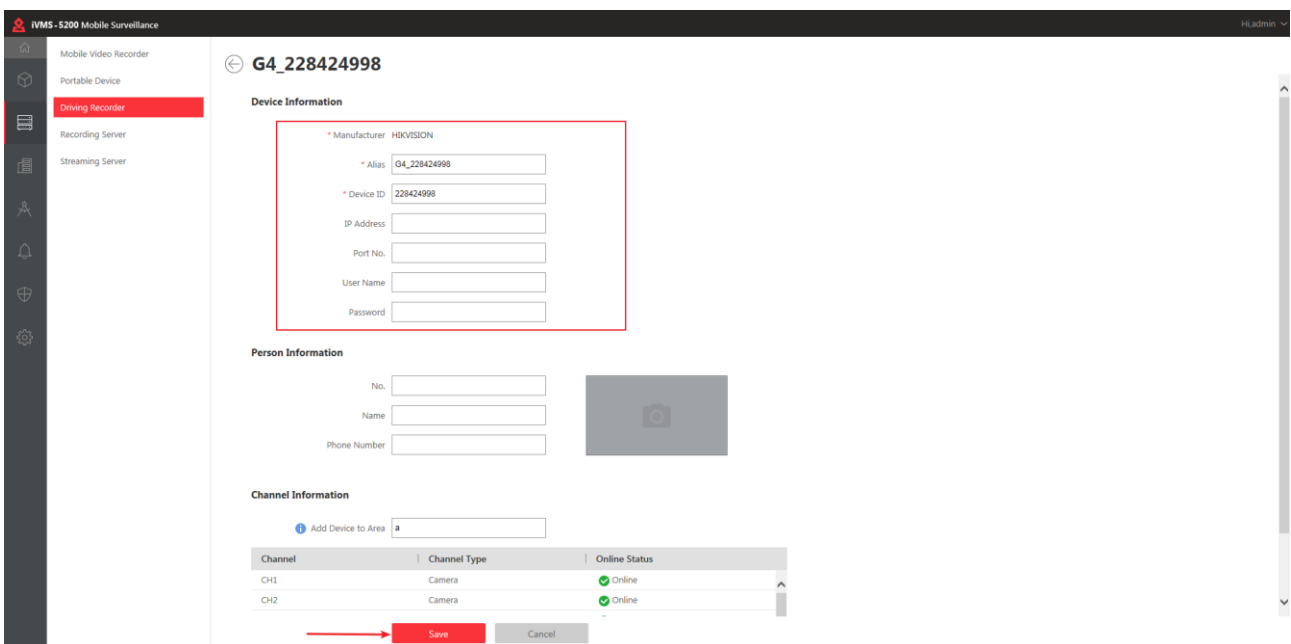 iVMS-5200 Mobile Surveillance
Hi,admin
Mobile Video Recorder
Portable Device
Driving Recorder
Recording Server
Streaming Server
G4_228424998
Device Information
* Manufacturer HIKVISION
* Alias G4_228424998
* Device ID 228424998
IP Address
Port No.
User Name
Password
Person Information
No.
Name
Phone Number
Channel Information
Add Device to Area a
Channel Channel Type Online Status
CH1 Camera Online
CH2 Camera Online
Save Cancel